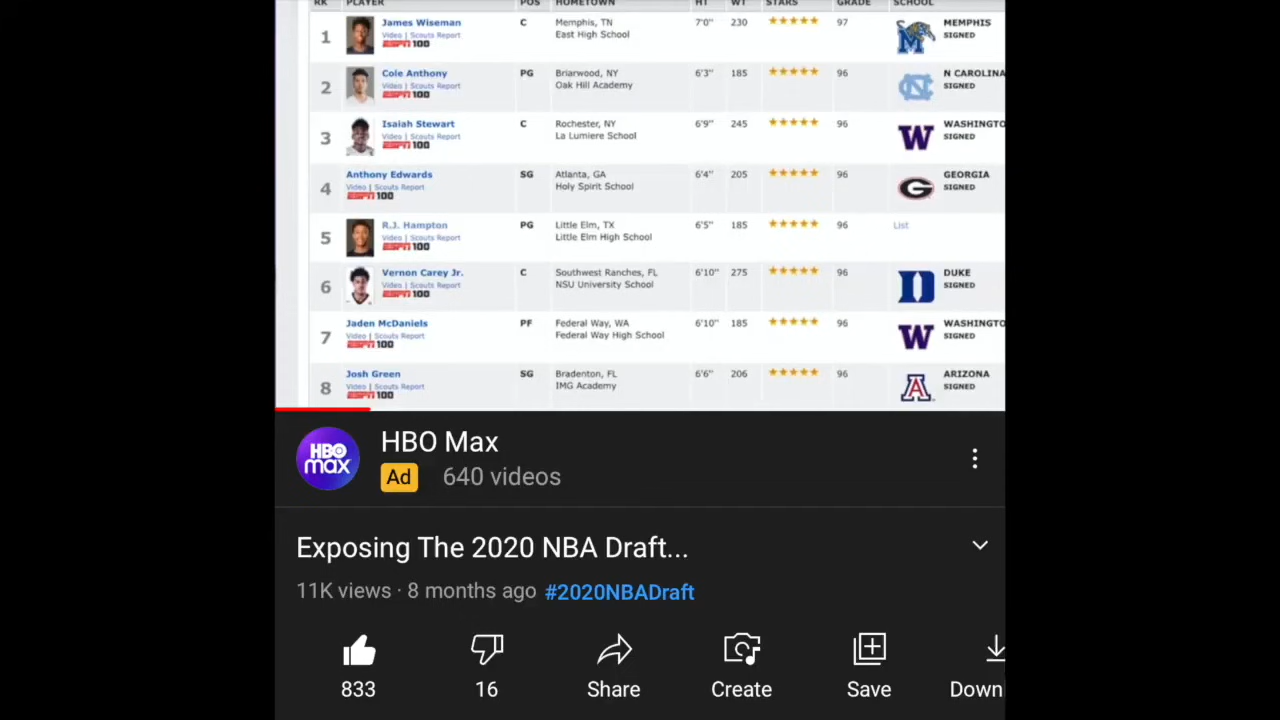 RK PLAYER POS HOMETOWN HT WT STARS GRADE SCHOOL
1 James Wiseman C Memphis, TN 7'0" 230 ★★★★★ 97 MEMPHIS
Video | Scouts Report East High School SIGNED
ESPN 100
2 Cole Anthony PG Briarwood, NY 6'3" 185 ★★★★★ 96 N CAROLINA
Video | Scouts Report Oak Hill Academy SIGNED
ESPN 100
3 Isaiah Stewart C Rochester, NY 6'9" 245 ★★★★★ 96 WASHINGTO
Video | Scouts Report La Lumiere School SIGNED
ESPN 100
4 Anthony Edwards SG Atlanta, GA 6'4" 205 ★★★★★ 96 GEORGIA
Video | Scouts Report Holy Spirit School SIGNED
ESPN 100
5 R.J. Hampton PG Little Elm, TX 6'5" 185 ★★★★★ 96 List
Video | Scouts Report Little Elm High School
ESPN 100
6 Vernon Carey Jr. C Southwest Ranches, FL 6'10" 275 ★★★★★ 96 DUKE
Video | Scouts Report NSU University School SIGNED
ESPN 100
7 Jaden McDaniels PF Federal Way, WA 6'10" 185 ★★★★★ 96 WASHINGTO
Video | Scouts Report Federal Way High School SIGNED
ESPN 100
8 Josh Green SG Bradenton, FL 6'6" 206 ★★★★★ 96 ARIZONA
Video | Scouts Report IMG Academy SIGNED
ESPN 100
HBO max
HBO Max
Ad 640 videos
Exposing The 2020 NBA Draft...
11K views · 8 months ago #2020NBADraft
833 16 Share Create Save Down